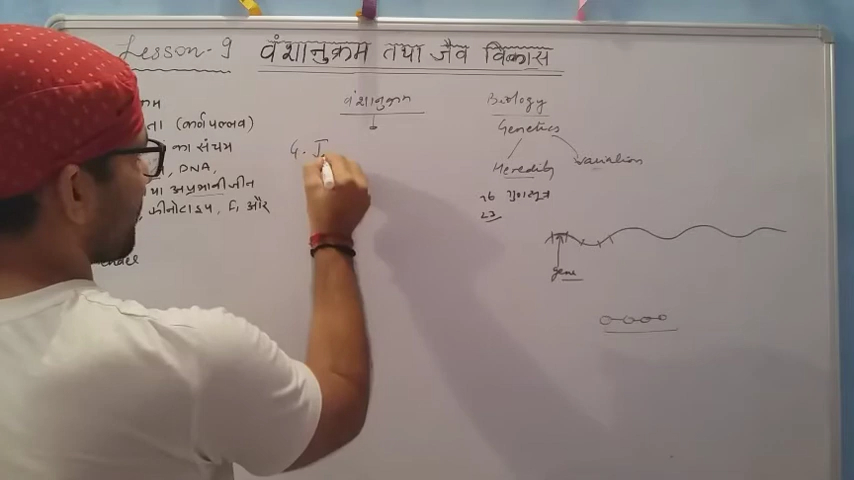 Lesson-9 वंशानुक्रम तथा जैव विकास
वंशानुक्रम
G. J
Biology
Genetics
Heredity variation
गुणसूत्र
23
gene
ता (कर्णपल्लव)
का संचय
, DNA,
या अप्रभावी जीन
, जीनोटाइप, F1 और